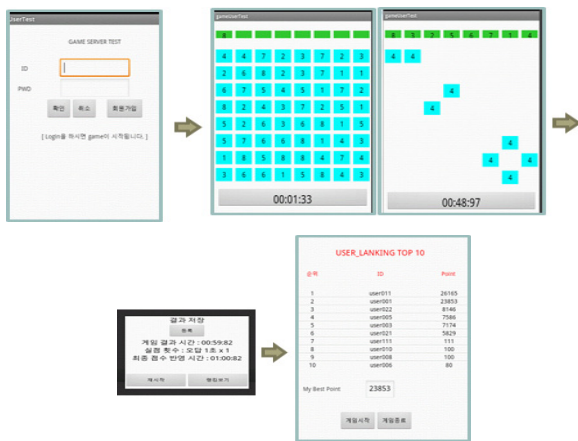 UserTest
GAME SERVER TEST
ID
PWD
확인 취소 회원가입
[ Login을 하시면 game이 시작됩니다. ]
gameUserTest
8
4 4 7 2 3 7 2 3
2 6 8 2 3 7 1 1
6 7 5 4 5 1 7 2
8 2 4 3 7 2 5 1
5 2 6 3 6 8 1 5
5 7 6 6 8 1 4 3
1 8 5 8 8 4 7 4
3 6 6 1 5 8 4 3
00:01:33
gameUserTest
8 3 2 5 6 7 1 4
4 4
4
4
4
4 4
4
00:48:97
결과 저장
등록
게임 결과 시간 : 00:59:82
실점 횟수 : 오답 1초 x 1
최종 점수 반영 시간 : 01:00:82
재시작 랭킹보기
USER_LANKING TOP 10
순위 ID Point
1 user011 26165
2 user001 23853
3 user022 8146
4 user005 7586
5 user003 7174
6 user021 5829
7 user111 111
8 user010 100
9 user008 100
10 user006 80
My Best Point 23853
게임시작 게임종료